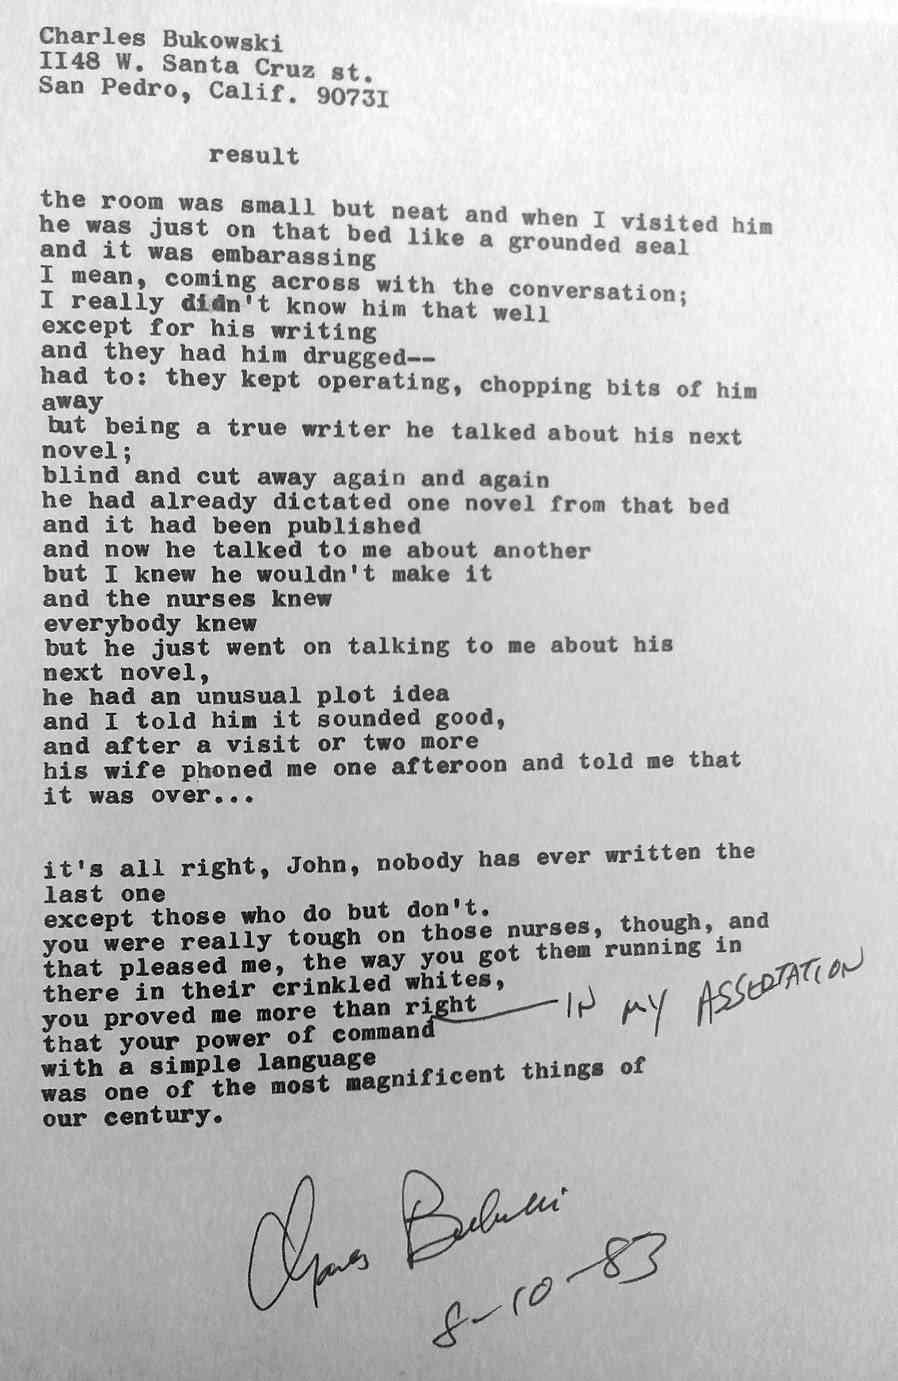 Charles Bukowski
II48 W. Santa Cruz st.
San Pedro, Calif. 9073I
result
the room was small but neat and when I visited him
he was just on that bed like a grounded seal
and it was embarassing
I mean, coming across with the conversation;
I really didn't know him that well
except for his writing
and they had him drugged--
had to: they kept operating, chopping bits of him
away
but being a true writer he talked about his next
novel;
blind and cut away again and again
he had already dictated one novel from that bed
and it had been published
and now he talked to me about another
but I knew he wouldn't make it
and the nurses knew
everybody knew
but he just went on talking to me about his
next novel,
he had an unusual plot idea
and I told him it sounded good,
and after a visit or two more
his wife phoned me one afteroon and told me that
it was over...
it's all right, John, nobody has ever written the
last one
except those who do but don't.
you were really tough on those nurses, though, and
that pleased me, the way you got them running in
there in their crinkled whites,
you proved me more than right IN MY ASSERTATION
that your power of command
with a simple language
was one of the most magnificent things of
our century.
Charles Bukowski
8-10-83